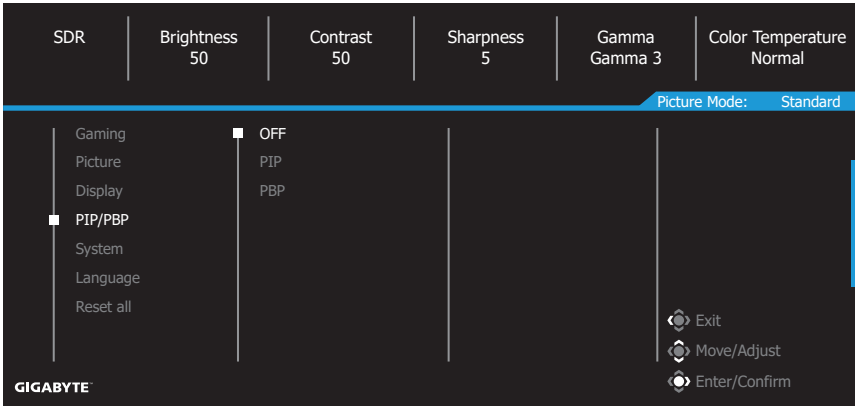 SDR
Brightness
50
Contrast
50
Sharpness
5
Gamma
Gamma 3
Color Temperature
Normal
Picture Mode: Standard
Gaming
Picture
Display
PIP/PBP
System
Language
Reset all
OFF
PIP
PBP
Exit
Move/Adjust
Enter/Confirm
GIGABYTE™